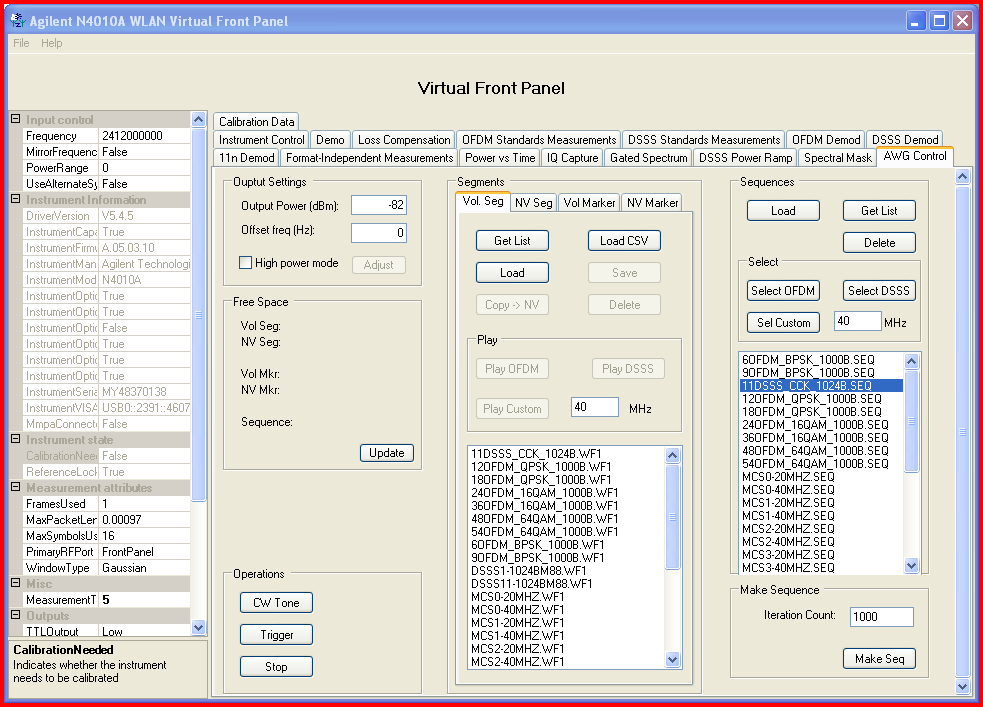 Agilent N4010A WLAN Virtual Front Panel
File Help
Virtual Front Panel
Input control
Frequency 2412000000
MirrorFrequenc False
PowerRange 0
UseAlternateSy False
Instrument Information
DriverVersion V5.4.5
InstrumentCapa True
InstrumentFirmw A.05.03.10
InstrumentMan Agilent Technologi
InstrumentMod N4010A
InstrumentOptic True
InstrumentOptic True
InstrumentOptic False
InstrumentOptic True
InstrumentOptic True
InstrumentOptic True
InstrumentSeria MY48370138
InstrumentVISA USB0::2391::4607
MmpaConnecto False
Instrument state
CalibrationNeed False
ReferenceLock True
Measurement attributes
FramesUsed 1
MaxPacketLen 0.00097
MaxSymbolsUs 16
PrimaryRFPort FrontPanel
WindowType Gaussian
Misc
MeasurementT 5
Outputs
TTLOutput Low
CalibrationNeeded
Indicates whether the instrument
needs to be calibrated
Calibration Data
Instrument Control Demo Loss Compensation OFDM Standards Measurements DSSS Standards Measurements OFDM Demod DSSS Demod
11n Demod Format-Independent Measurements Power vs Time IQ Capture Gated Spectrum DSSS Power Ramp Spectral Mask AWG Control
Ouptut Settings
Output Power (dBm): -82
Offset freq (Hz): 0
High power mode Adjust
Free Space
Vol Seg:
NV Seg:
Vol Mkr:
NV Mkr:
Sequence:
Update
Operations
CW Tone
Trigger
Stop
Segments
Vol. Seg NV Seg Vol Marker NV Marker
Get List Load CSV
Load Save
Copy -> NV Delete
Play
Play OFDM Play DSSS
Play Custom 40 MHz
11DSSS_CCK_1024B.WF1
12OFDM_QPSK_1000B.WF1
18OFDM_QPSK_1000B.WF1
24OFDM_16QAM_1000B.WF1
36OFDM_16QAM_1000B.WF1
48OFDM_64QAM_1000B.WF1
54OFDM_64QAM_1000B.WF1
6OFDM_BPSK_1000B.WF1
9OFDM_BPSK_1000B.WF1
DSSS1-1024BM88.WF1
DSSS11-1024BM88.WF1
MCS0-20MHZ.WF1
MCS0-40MHZ.WF1
MCS1-20MHZ.WF1
MCS1-40MHZ.WF1
MCS2-20MHZ.WF1
MCS2-40MHZ.WF1
Sequences
Load Get List
Delete
Select
Select OFDM Select DSSS
Sel Custom 40 MHz
6OFDM_BPSK_1000B.SEQ
9OFDM_BPSK_1000B.SEQ
11DSSS_CCK_1024B.SEQ
12OFDM_QPSK_1000B.SEQ
18OFDM_QPSK_1000B.SEQ
24OFDM_16QAM_1000B.SEQ
36OFDM_16QAM_1000B.SEQ
48OFDM_64QAM_1000B.SEQ
54OFDM_64QAM_1000B.SEQ
MCS0-20MHZ.SEQ
MCS0-40MHZ.SEQ
MCS1-20MHZ.SEQ
MCS1-40MHZ.SEQ
MCS2-20MHZ.SEQ
MCS2-40MHZ.SEQ
MCS3-20MHZ.SEQ
MCS3-40MHZ.SEQ
Make Sequence
Iteration Count: 1000
Make Seq